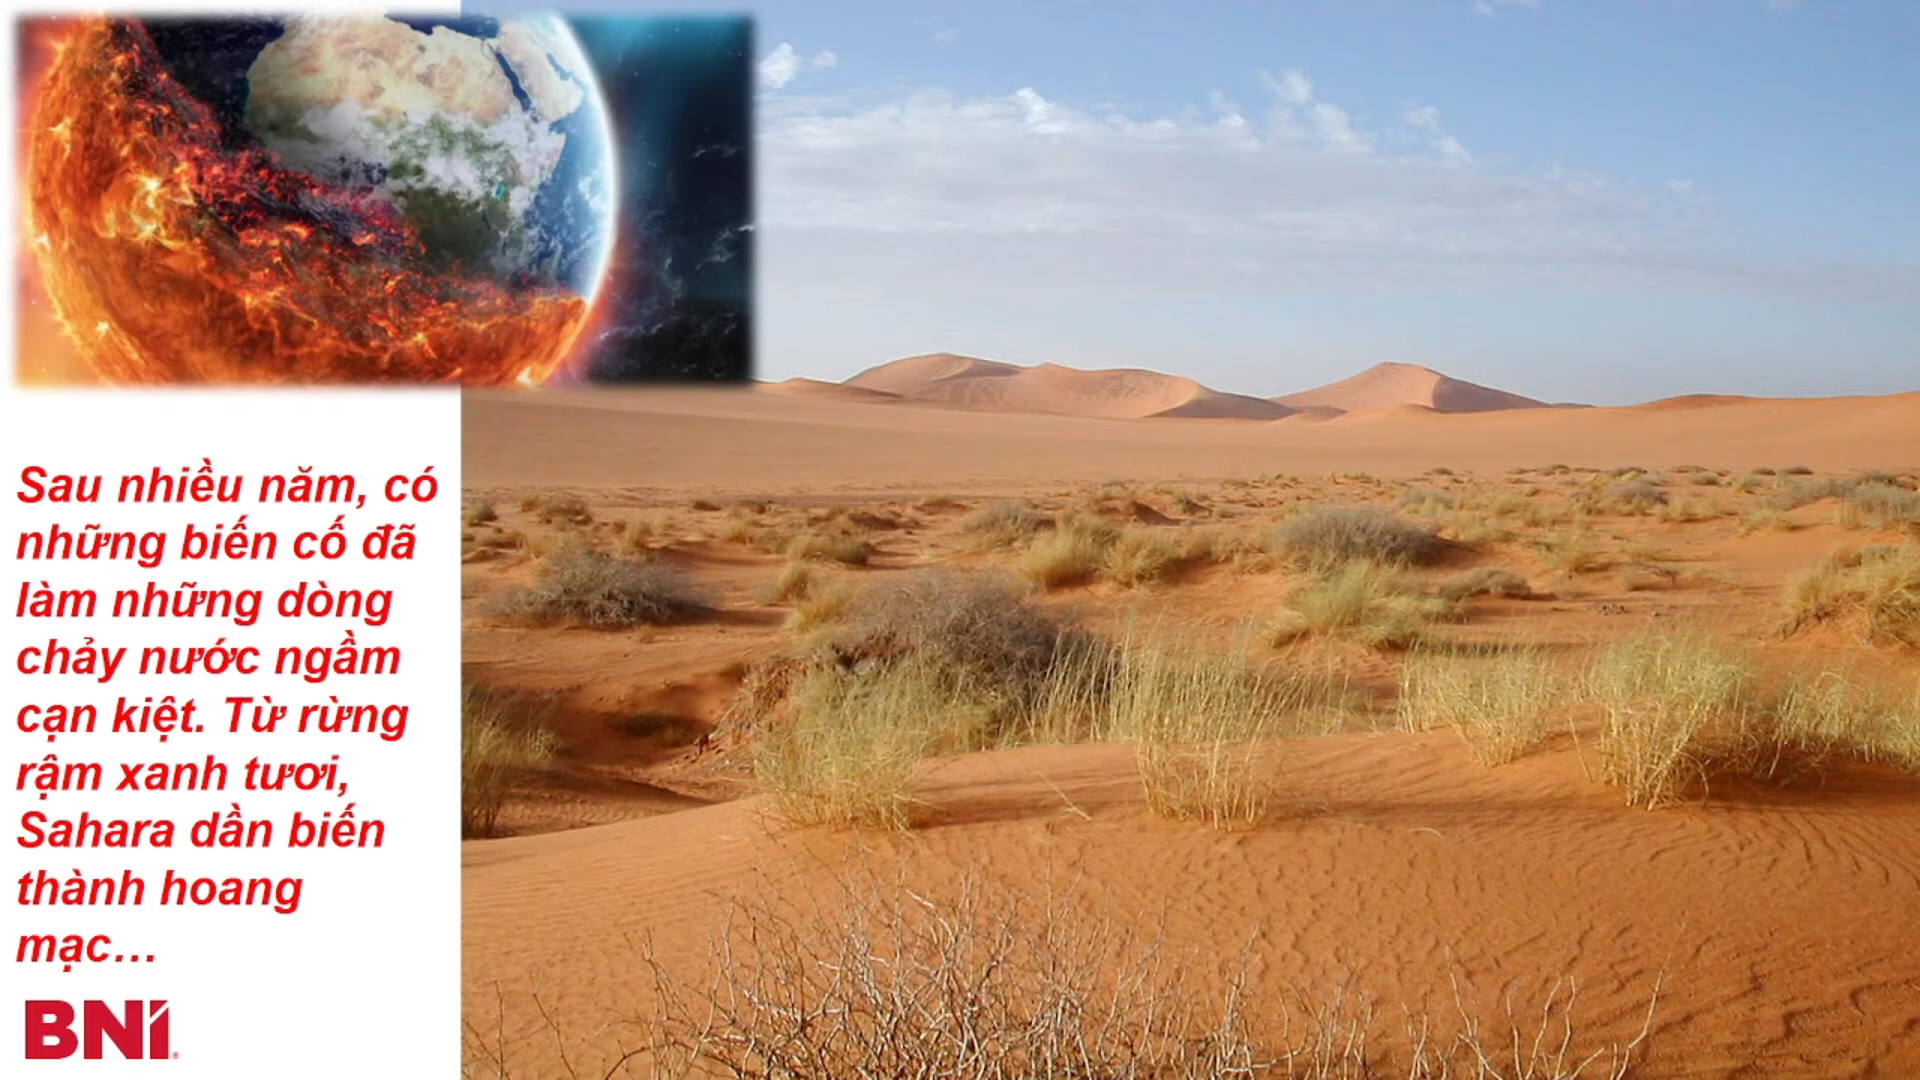 Sau nhiều năm, có
những biến cố đã
làm những dòng
chảy nước ngầm
cạn kiệt. Từ rừng
rậm xanh tươi,
Sahara dần biến
thành hoang
mạc…
BNI